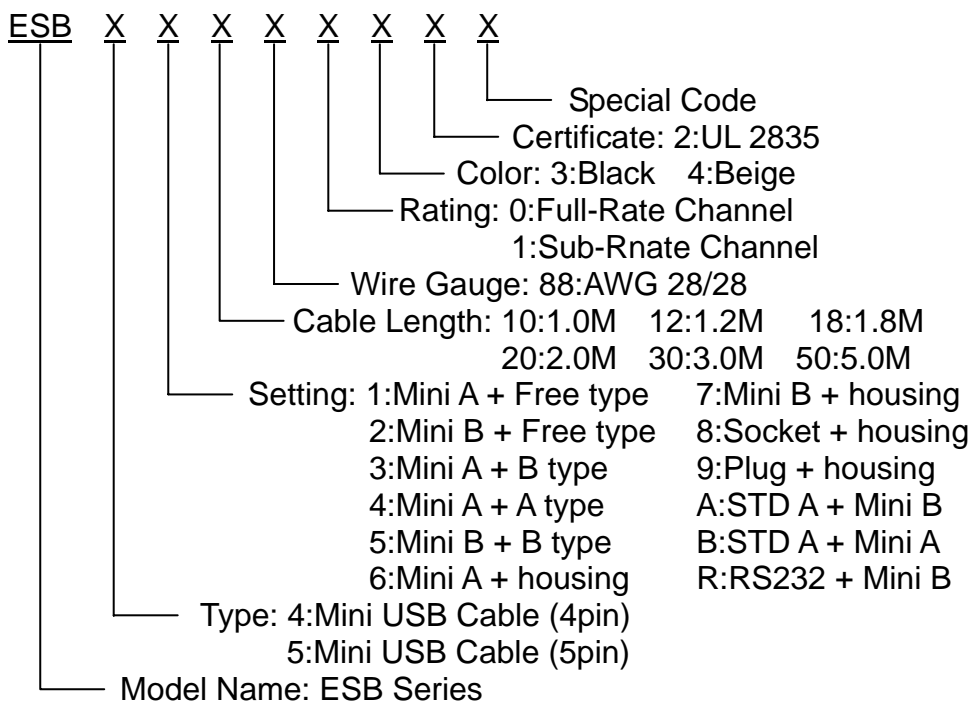 ESB X X X X X X X X
Special Code
Certificate: 2:UL 2835
Color: 3:Black 4:Beige
Rating: 0:Full-Rate Channel
1:Sub-Rnate Channel
Wire Gauge: 88:AWG 28/28
Cable Length: 10:1.0M 12:1.2M 18:1.8M
20:2.0M 30:3.0M 50:5.0M
Setting: 1:Mini A + Free type 7:Mini B + housing
2:Mini B + Free type 8:Socket + housing
3:Mini A + B type 9:Plug + housing
4:Mini A + A type A:STD A + Mini B
5:Mini B + B type B:STD A + Mini A
6:Mini A + housing R:RS232 + Mini B
Type: 4:Mini USB Cable (4pin)
5:Mini USB Cable (5pin)
Model Name: ESB Series